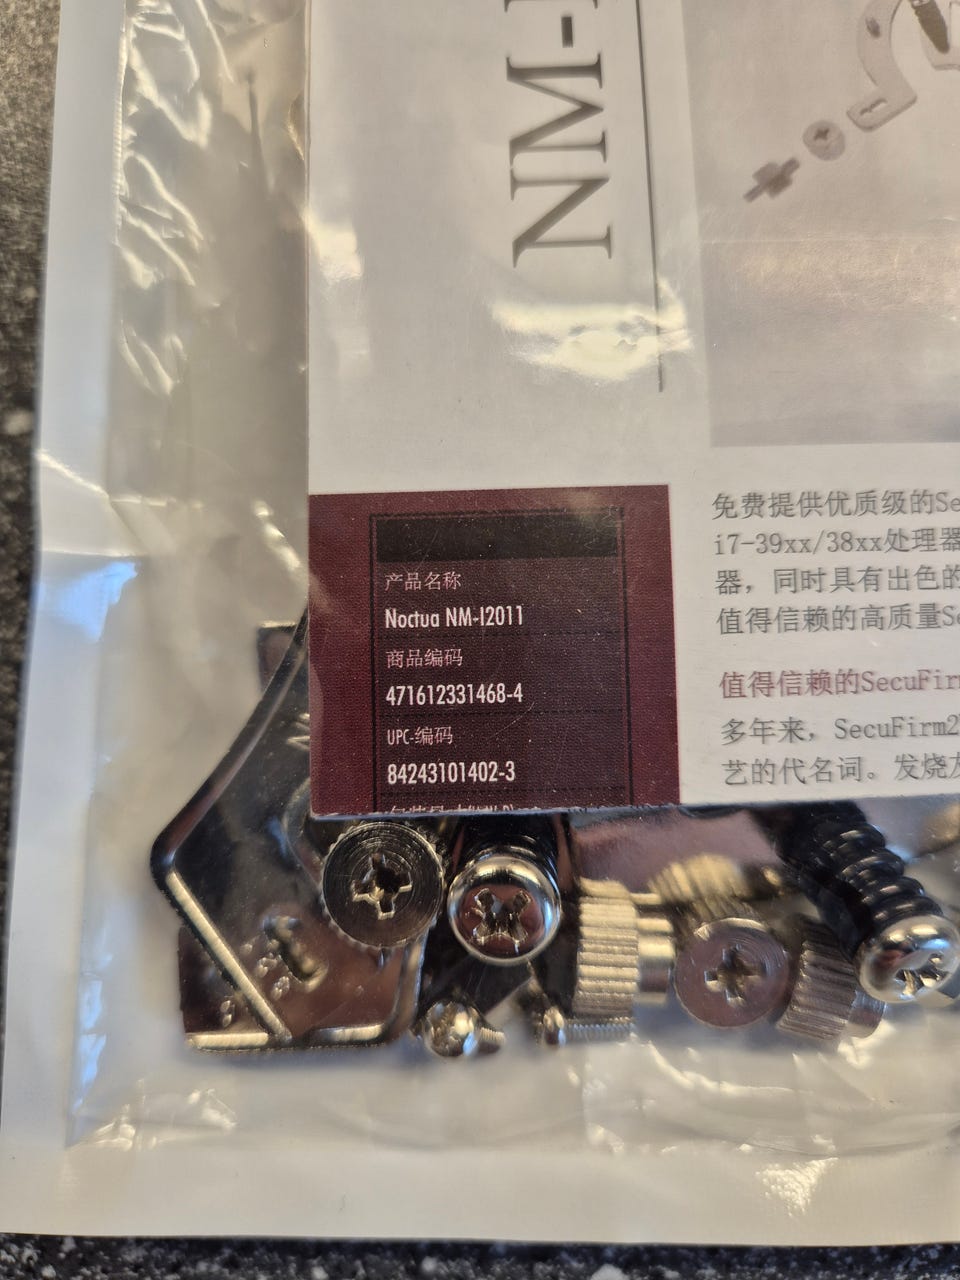 NM-
产品名称
Noctua NM-I2011
商品编码
471612331468-4
UPC-编码
84243101402-3
免费提供优质级的Se
i7-39xx/38xx处理器
器，同时具有出色的
值得信赖的高质量Se
值得信赖的SecuFir
多年来，SecuFirm2
艺的代名词。发烧友